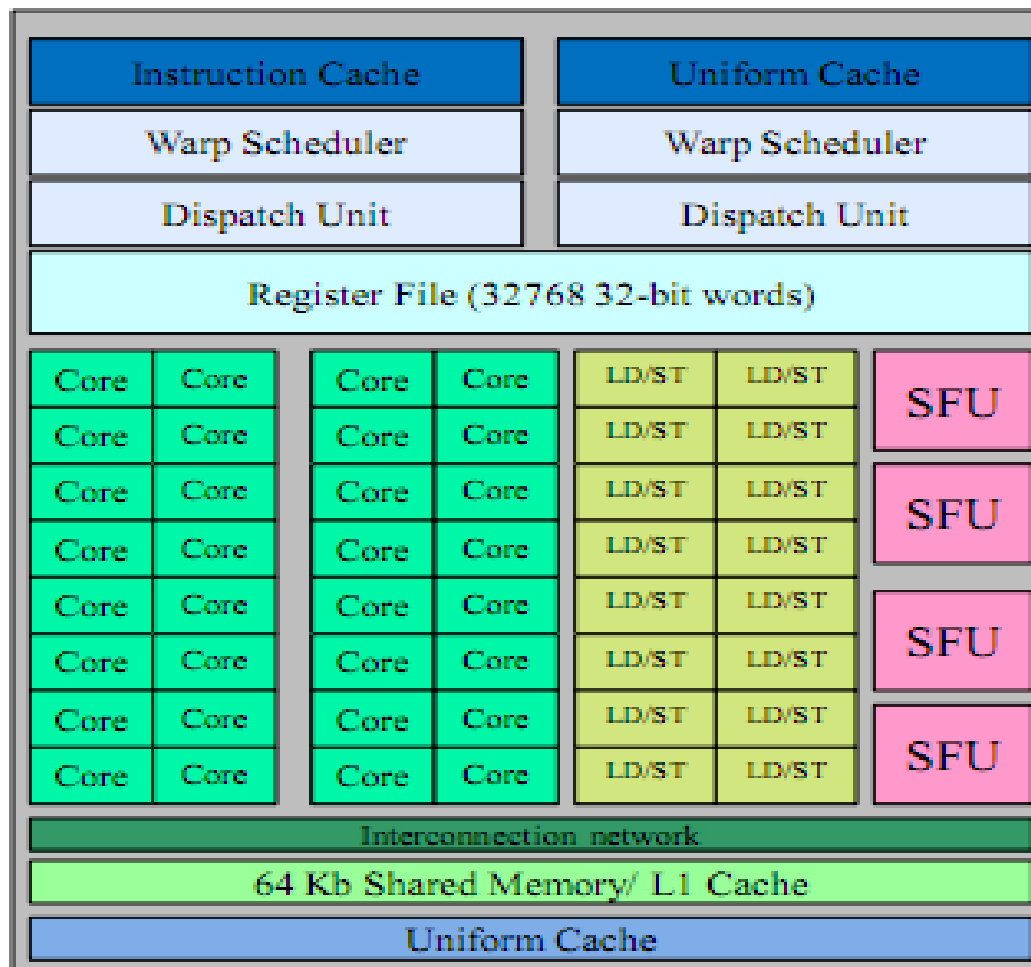 Instruction Cache Uniform Cache
Warp Scheduler Warp Scheduler
Dispatch Unit Dispatch Unit
Register File (32768 32-bit words)
Core Core Core Core LD/ST LD/ST SFU
Core Core Core Core LD/ST LD/ST
Core Core Core Core LD/ST LD/ST SFU
Core Core Core Core LD/ST LD/ST
Core Core Core Core LD/ST LD/ST SFU
Core Core Core Core LD/ST LD/ST
Core Core Core Core LD/ST LD/ST SFU
Core Core Core Core LD/ST LD/ST
Interconnection network
64 Kb Shared Memory/ L1 Cache
Uniform Cache